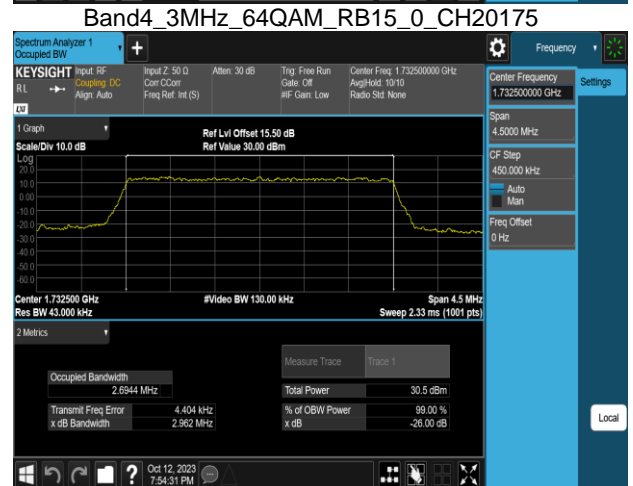 Band4_3MHz_64QAM_RB15_0_CH20175
Spectrum Analyzer 1
Occupied BW
Frequency
KEYSIGHT
RL
LXI
Input: RF
Coupling: DC
Align: Auto
Input Z: 50 Ω
Corr CCorr
Freq Ref: Int (S)
Atten: 30 dB
Trig: Free Run
Gate: Off
#IF Gain: Low
Center Freq: 1.732500000 GHz
Avg|Hold: 10/10
Radio Std: None
Center Frequency
1.732500000 GHz
Settings
Span
4.5000 MHz
CF Step
450.000 kHz
Auto
Man
Freq Offset
0 Hz
1 Graph
Scale/Div 10.0 dB
Ref Lvl Offset 15.50 dB
Ref Value 30.00 dBm
Log
20.0
10.0
0.00
-10.0
-20.0
-30.0
-40.0
-50.0
-60.0
Center 1.732500 GHz
Res BW 43.000 kHz
#Video BW 130.00 kHz
Span 4.5 MHz
Sweep 2.33 ms (1001 pts)
2 Metrics
Measure Trace
Trace 1
Occupied Bandwidth
2.6944 MHz
Total Power
30.5 dBm
Transmit Freq Error
4.404 kHz
% of OBW Power
99.00 %
x dB Bandwidth
2.962 MHz
x dB
-26.00 dB
Local
Oct 12, 2023
7:54:31 PM